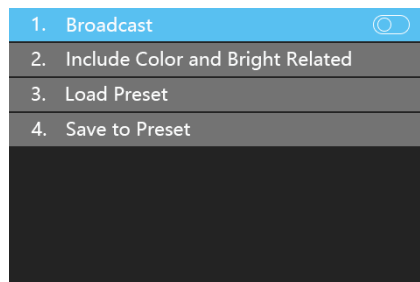 1. Broadcast
2. Include Color and Bright Related
3. Load Preset
4. Save to Preset